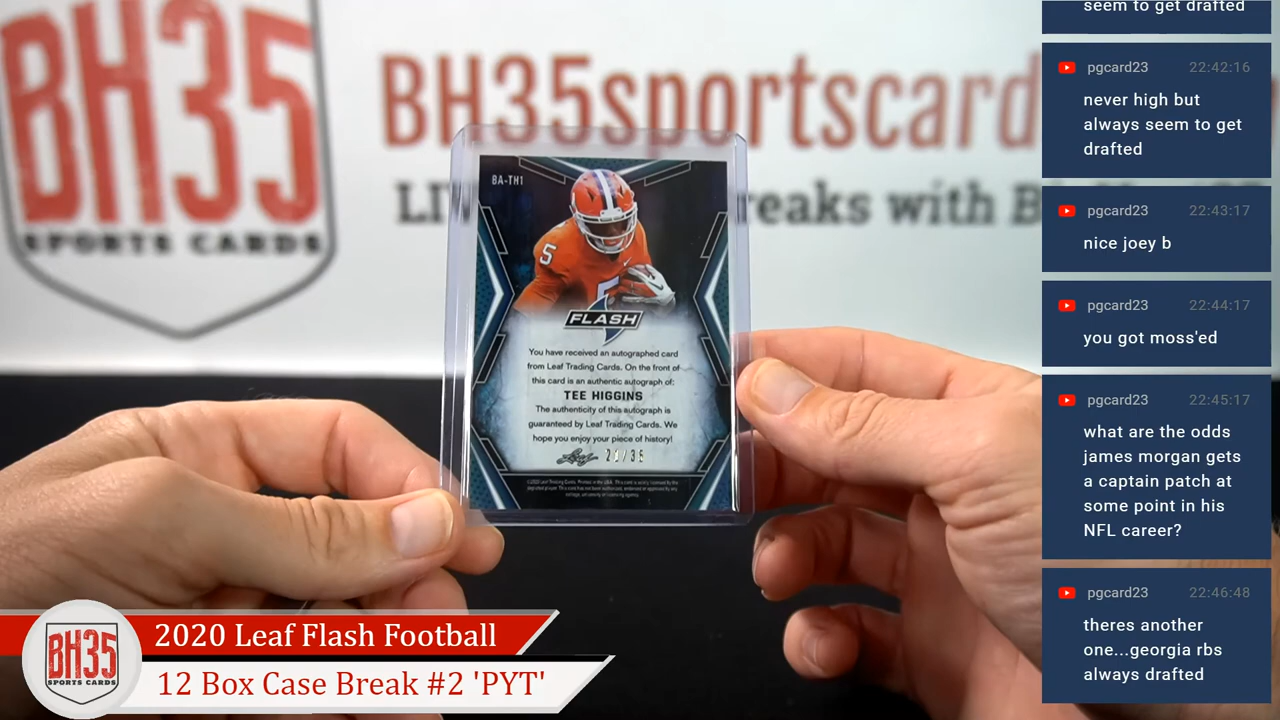 BH35
SPORTS CARDS
BH35sportscard
LIV reaks with B
BA-TH1
5
FLASH
You have received an autographed card
from Leaf Trading Cards. On the front of
this card is an authentic autograph of:
TEE HIGGINS
The authenticity of this autograph is
guaranteed by Leaf Trading Cards. We
hope you enjoy your piece of history!
Leaf
BH35
SPORTS CARDS
2020 Leaf Flash Football
12 Box Case Break #2 'PYT'
seem to get drafted
pgcard23 22:42:16
never high but
always seem to get
drafted
pgcard23 22:43:17
nice joey b
pgcard23 22:44:17
you got moss'ed
pgcard23 22:45:17
what are the odds
james morgan gets
a captain patch at
some point in his
NFL career?
pgcard23 22:46:48
theres another
one...georgia rbs
always drafted